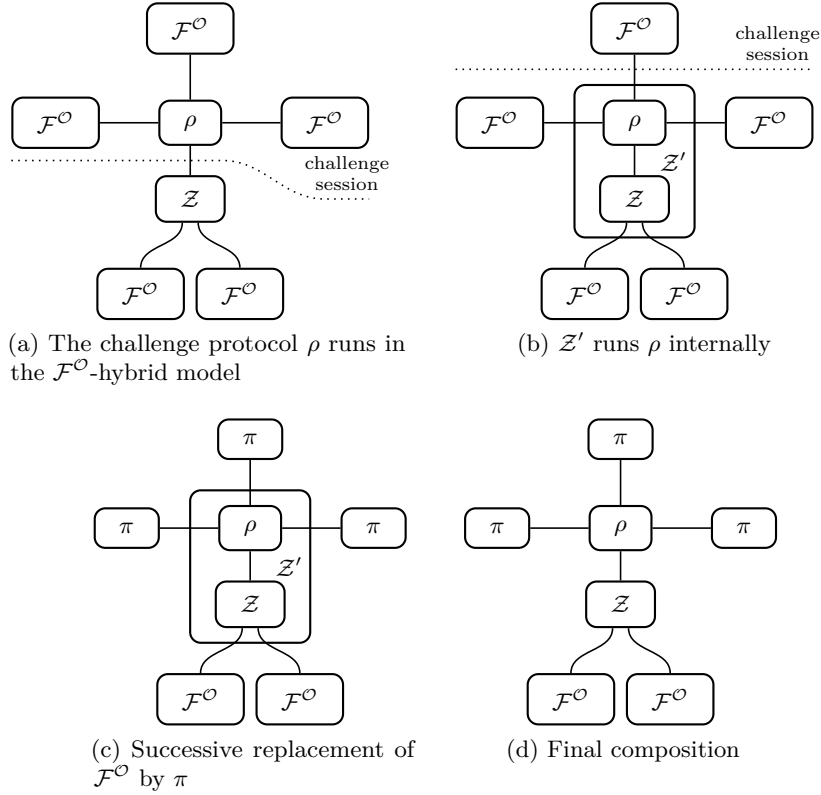 𝓕^𝓞
challenge
session
𝓕^𝓞
ρ
𝓕^𝓞
challenge
session
𝓩
𝓕^𝓞
𝓕^𝓞
(a) The challenge protocol ρ runs in
the 𝓕^𝓞-hybrid model
𝓕^𝓞
𝓕^𝓞
ρ
𝓕^𝓞
𝓩′
𝓩
𝓕^𝓞
𝓕^𝓞
(b) 𝓩′ runs ρ internally
π
π
ρ
π
𝓩′
𝓩
𝓕^𝓞
𝓕^𝓞
(c) Successive replacement of
𝓕^𝓞 by π
π
π
ρ
π
𝓩
𝓕^𝓞
𝓕^𝓞
(d) Final composition